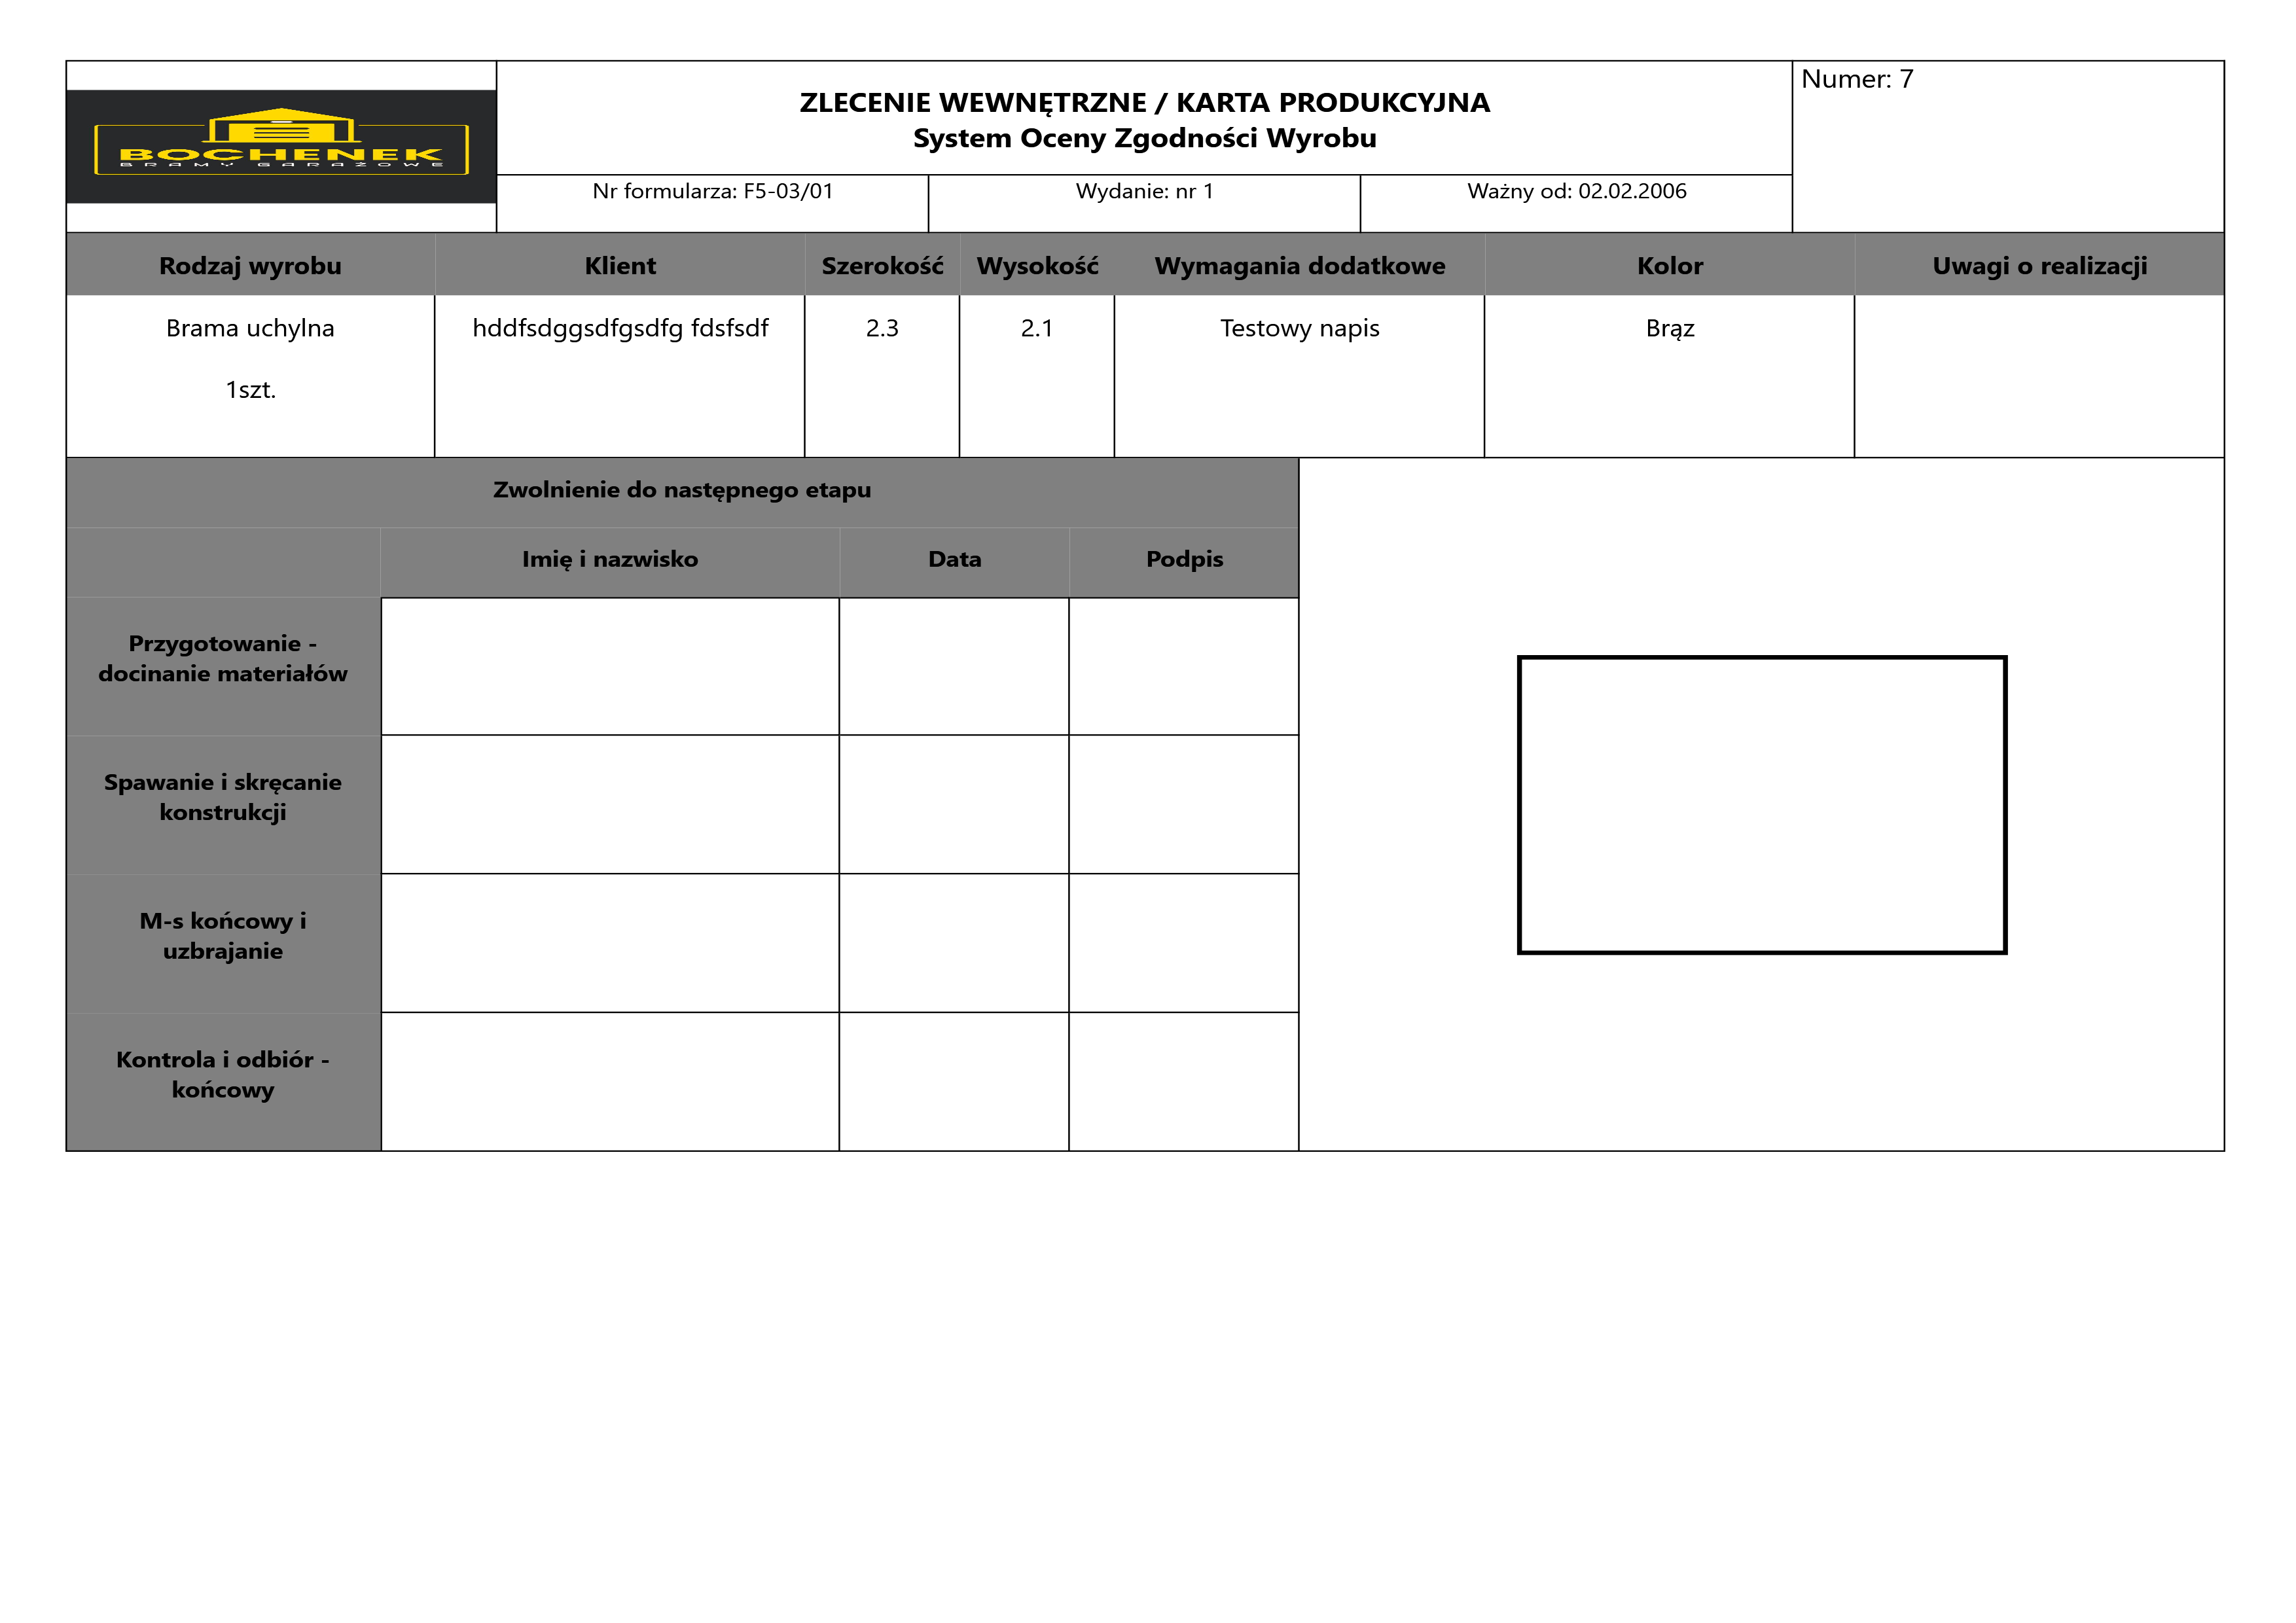 BOCHENEK
BRAMY GARAŻOWE
ZLECENIE WEWNĘTRZNE / KARTA PRODUKCYJNA
System Oceny Zgodności Wyrobu
Numer: 7
Nr formularza: F5-03/01
Wydanie: nr 1
Ważny od: 02.02.2006
Rodzaj wyrobu
Klient
Szerokość
Wysokość
Wymagania dodatkowe
Kolor
Uwagi o realizacji
Brama uchylna
1szt.
hddfsdggsdfgsdfg fdsfsdf
2.3
2.1
Testowy napis
Brąz
Zwolnienie do następnego etapu
Imię i nazwisko
Data
Podpis
Przygotowanie -
docinanie materiałów
Spawanie i skręcanie
konstrukcji
M-s końcowy i
uzbrajanie
Kontrola i odbiór -
końcowy